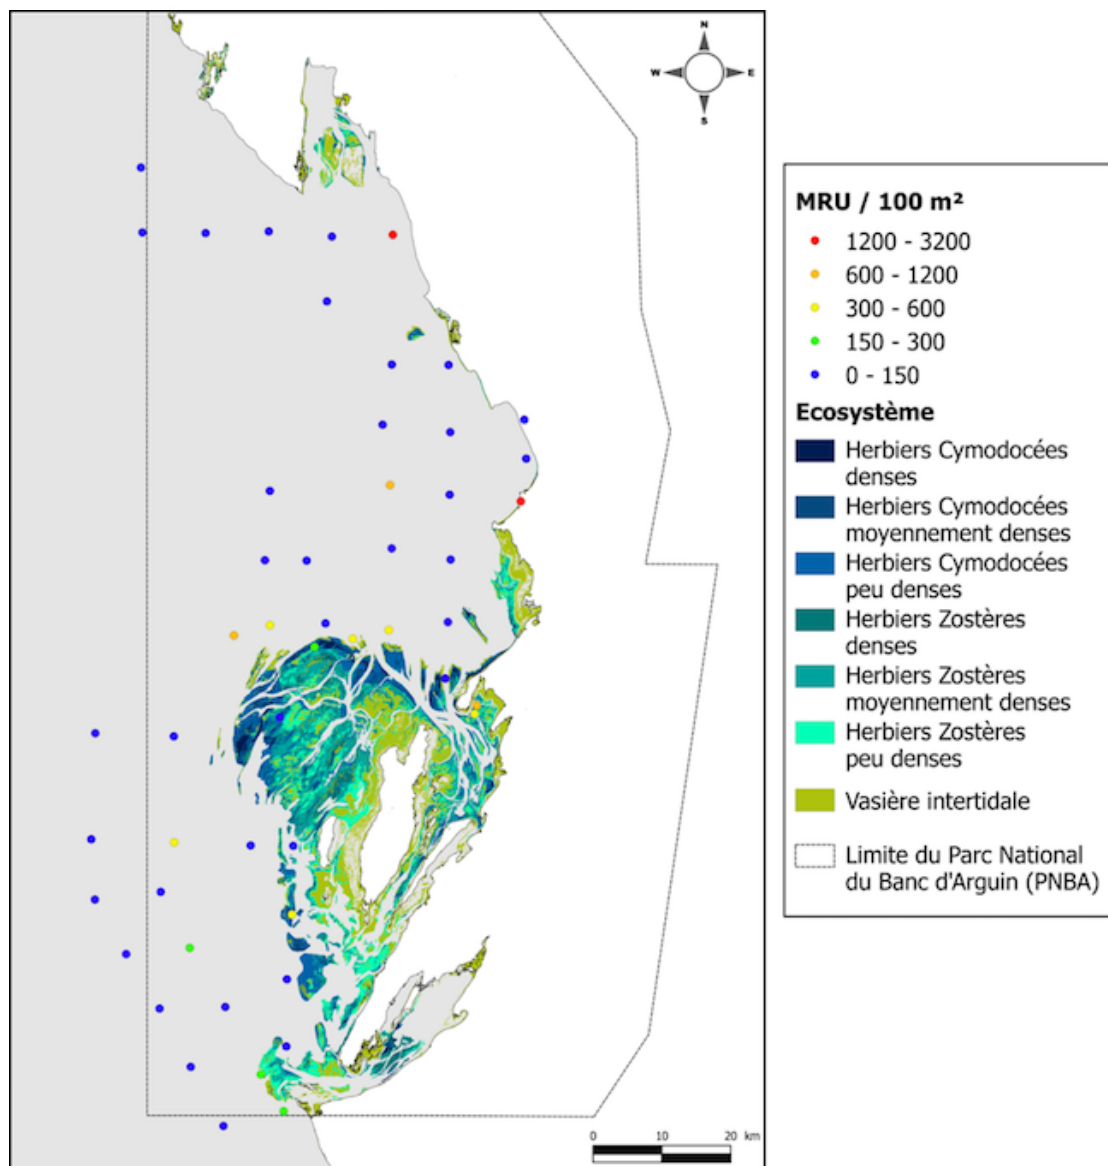 N
W
E
S
MRU / 100 m²
1200 - 3200
600 - 1200
300 - 600
150 - 300
0 - 150
Ecosystème
Herbiers Cymodocées
denses
Herbiers Cymodocées
moyennement denses
Herbiers Cymodocées
peu denses
Herbiers Zostères
denses
Herbiers Zostères
moyennement denses
Herbiers Zostères
peu denses
Vasière intertidale
Limite du Parc National
du Banc d'Arguin (PNBA)
0 10 20 km